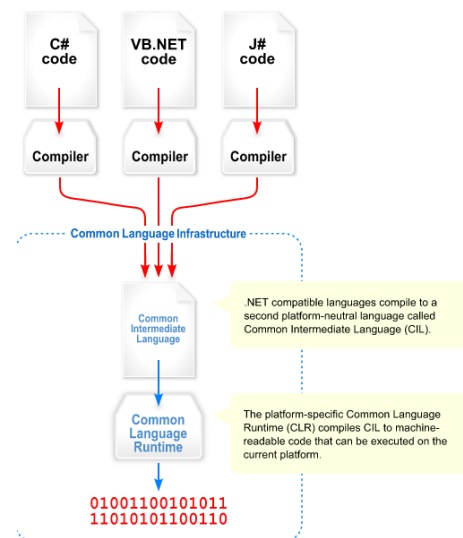 C#
code
VB.NET
code
J#
code
Compiler
Compiler
Compiler
Common Language Infrastructure
Common
Intermediate
Language
.NET compatible languages compile to a
second platform-neutral language called
Common Intermediate Language (CIL).
Common
Language
Runtime
The platform-specific Common Language
Runtime (CLR) compiles CIL to machine-
readable code that can be executed on the
current platform.
01001100101011
11010101100110